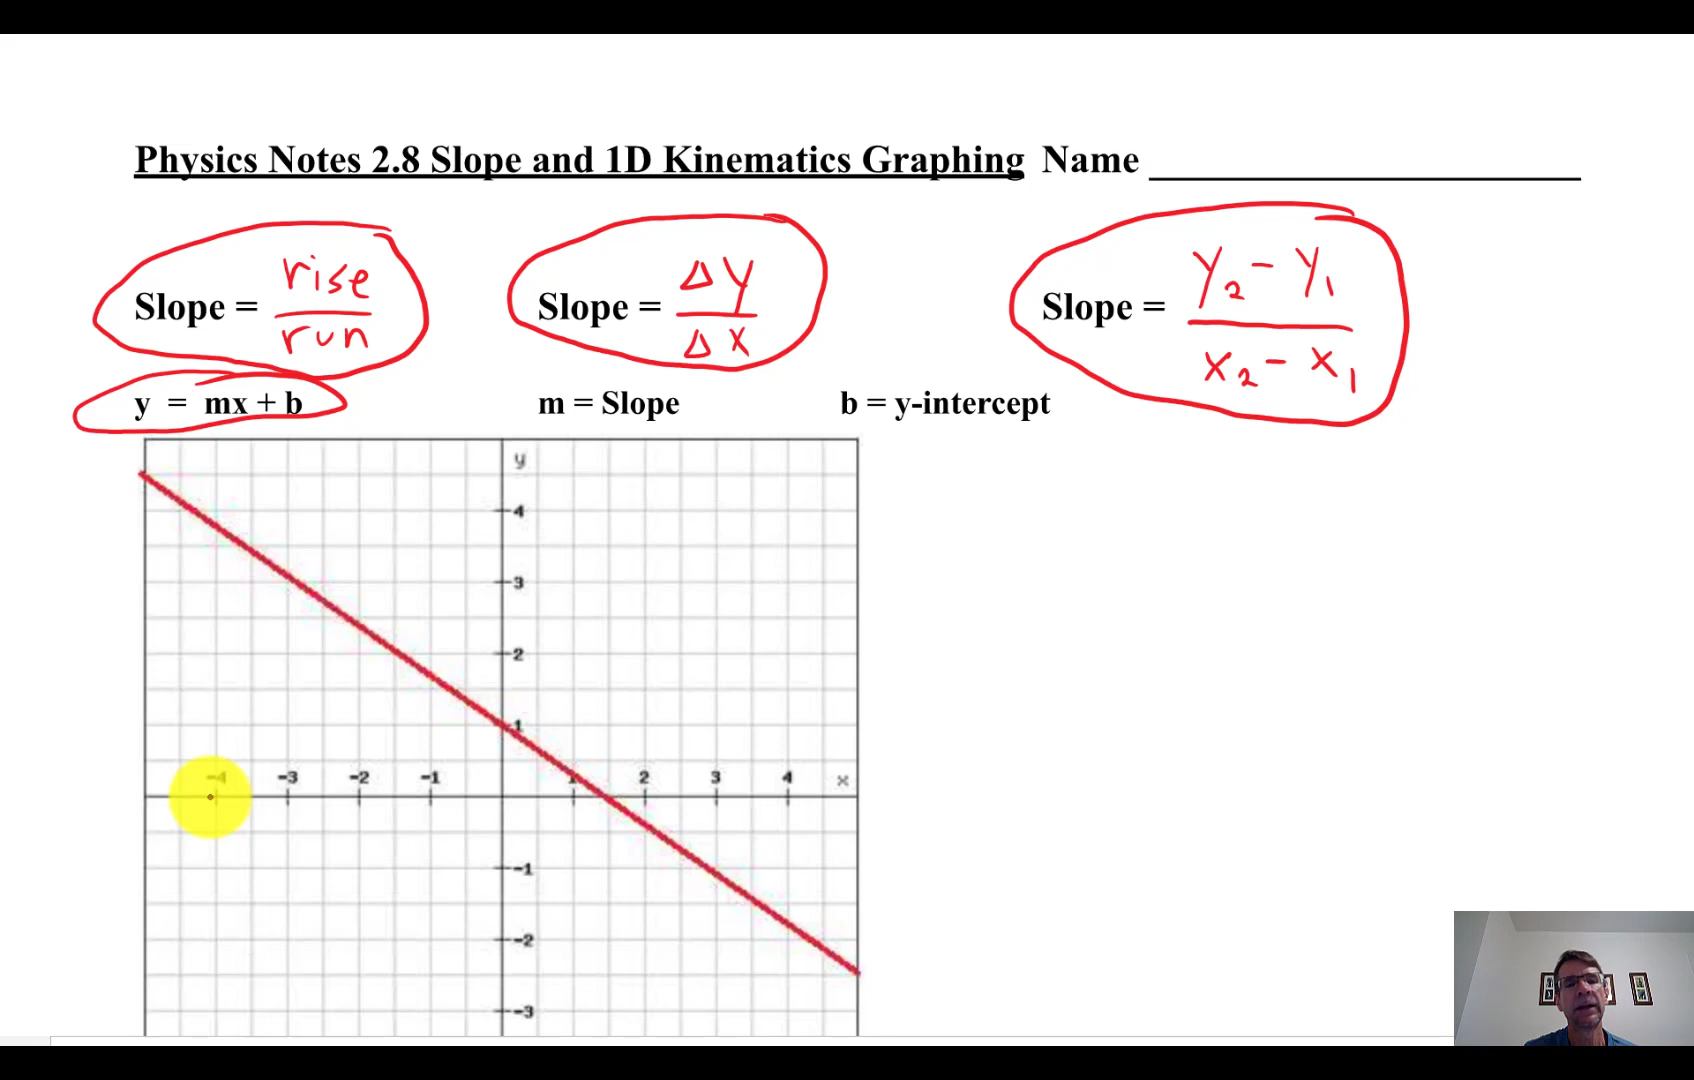 Physics Notes 2.8 Slope and 1D Kinematics Graphing Name ____________________
Slope = rise / run
Slope = Δy / Δx
Slope = y₂ - y₁ / x₂ - x₁
y = mx + b
m = Slope
b = y-intercept
y
4
3
2
1
-4 -3 -2 -1 1 2 3 4 x
-1
-2
-3